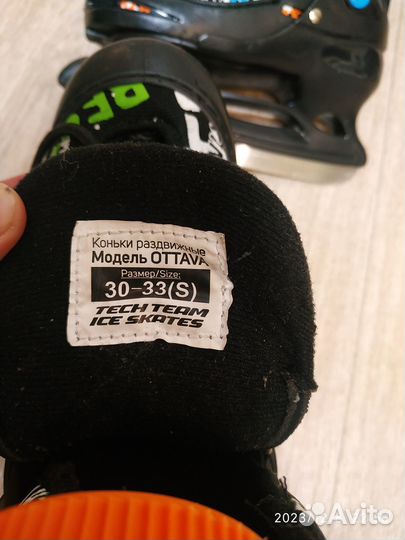 Коньки раздвижные
Модель OTTAVA
Размер/Size:
30-33(S)
TECH TEAM
ICE SKATES
2023
Avito